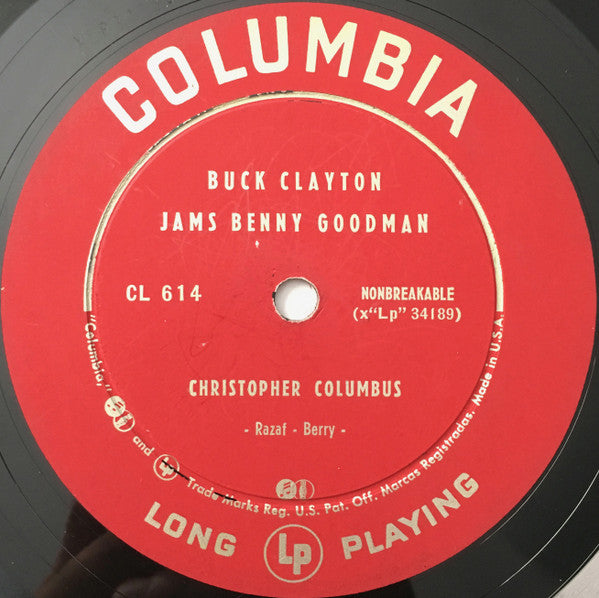 COLUMBIA
BUCK CLAYTON
JAMS BENNY GOODMAN
CL 614
NONBREAKABLE
(x"Lp" 34189)
CHRISTOPHER COLUMBUS
- Razaf - Berry -
"Columbia," and Lp Trade Marks Reg. U.S. Pat. Off. Marcas Registradas. Made in U.S.A.
LONG Lp PLAYING